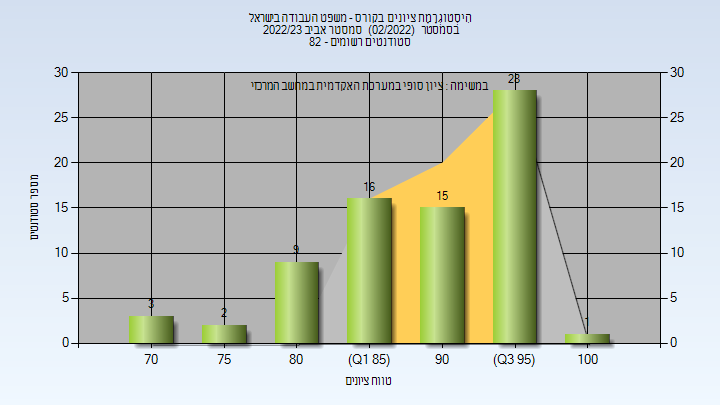 היסטוגרמת ציונים בקורס - משפט העבודה בישראל
בסמסטר (02/2022) סמסטר אביב 2022/23
סטודנטים רשומים - 82
במשימה : ציון סופי במערכת האקדמית במחשב המרכזי
מספר סטודנטים
30 30
25 25
20 20
15 15
10 10
5 5
0 0
3 2 9 16 15 28 1
70 75 80 (Q1 85) 90 (Q3 95) 100
טווח ציונים